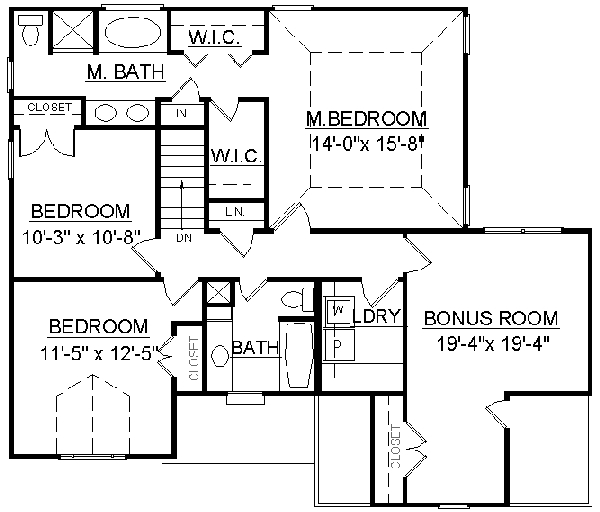 W.I.C.
M. BATH
CLOSET
IN
M.BEDROOM
14'-0"x 15'-8"
W.I.C.
BEDROOM
10'-3" x 10'-8"
LN.
DN
BEDROOM
11'-5" x 12'-5"
CLOSET
BATH
W
LDRY
D
BONUS ROOM
19'-4"x 19'-4"
CLOSET